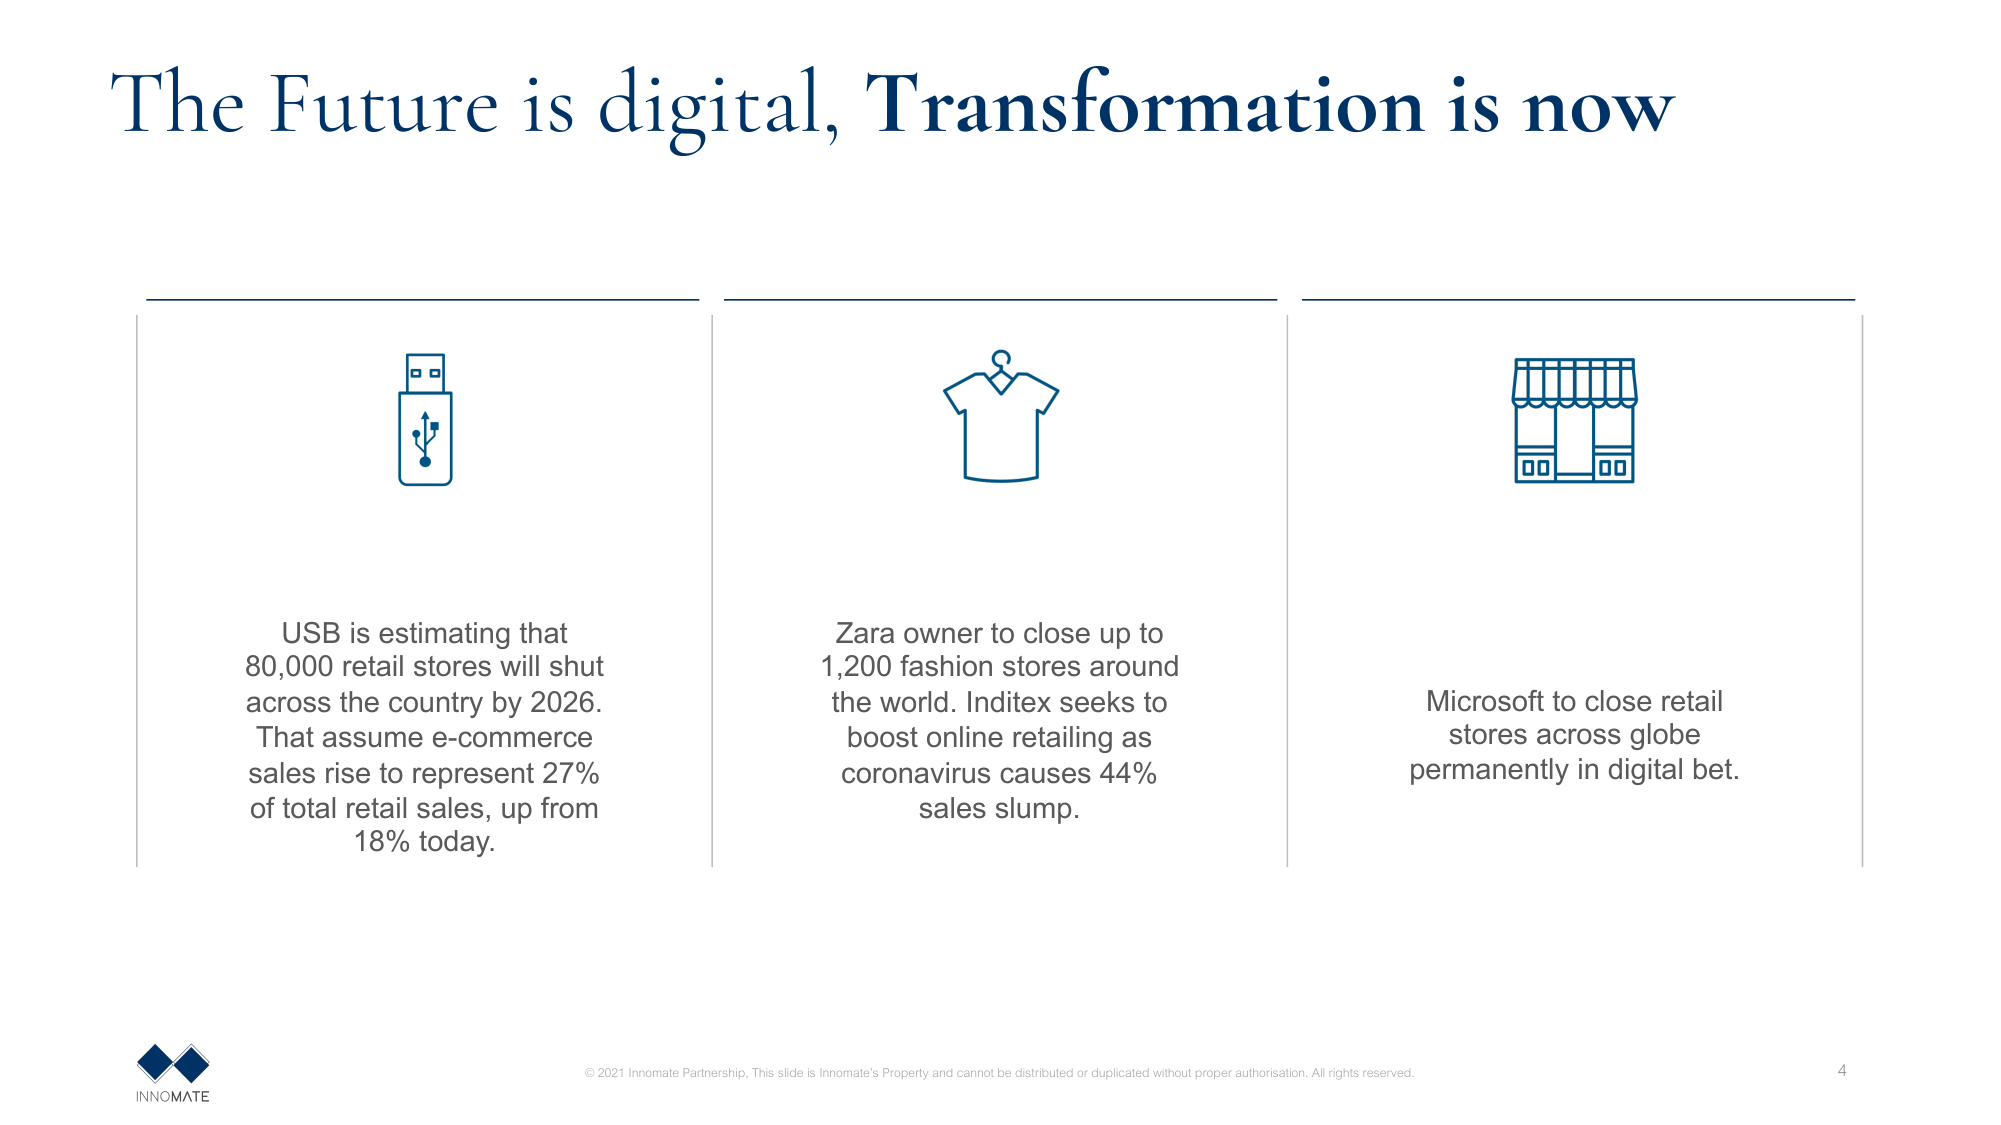 The Future is digital, Transformation is now
USB is estimating that
80,000 retail stores will shut
across the country by 2026.
That assume e-commerce
sales rise to represent 27%
of total retail sales, up from
18% today.
Zara owner to close up to
1,200 fashion stores around
the world. Inditex seeks to
boost online retailing as
coronavirus causes 44%
sales slump.
Microsoft to close retail
stores across globe
permanently in digital bet.
INNOMATE
© 2021 Innomate Partnership, This slide is Innomate's Property and cannot be distributed or duplicated without proper authorisation. All rights reserved.
4